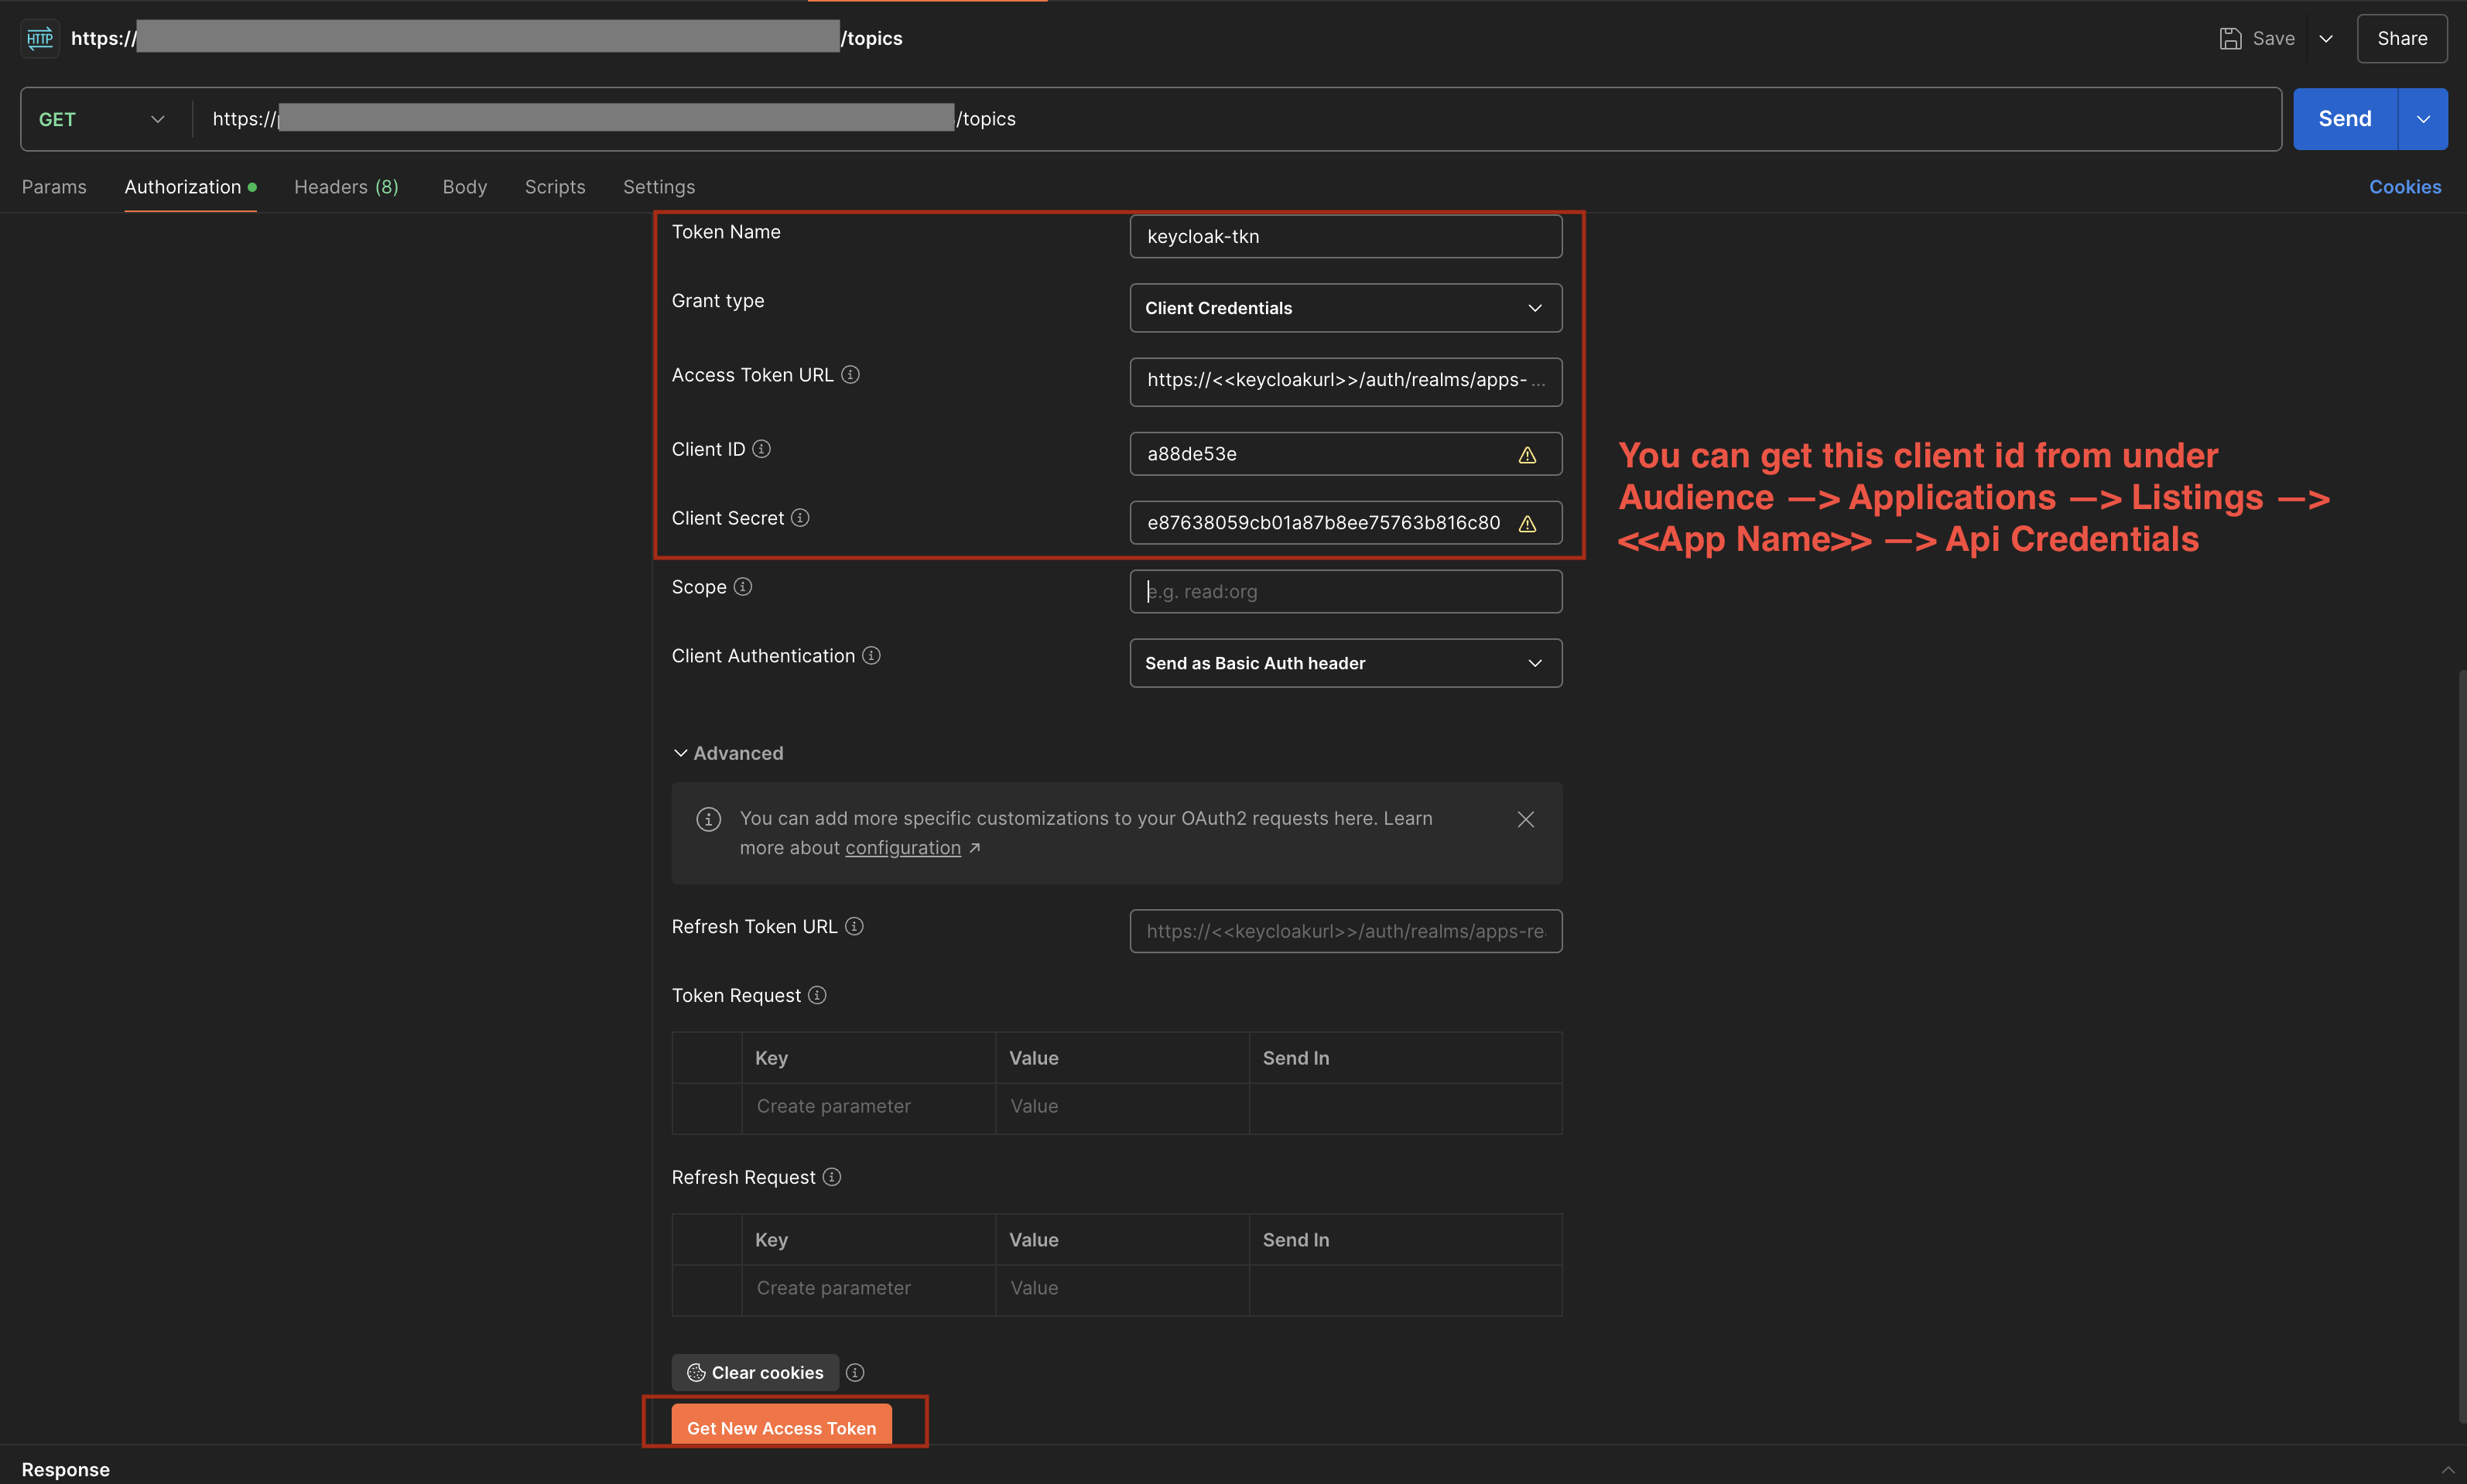 HTTP https:// /topics Save Share
GET https:// /topics Send
Params Authorization Headers (8) Body Scripts Settings Cookies
Token Name keycloak-tkn
Grant type Client Credentials
Access Token URL https://<<keycloakurl>>/auth/realms/apps- ...
Client ID a88de53e
Client Secret e87638059cb01a87b8ee75763b816c80
You can get this client id from under
Audience —> Applications —> Listings —>
<<App Name>> —> Api Credentials
Scope e.g. read:org
Client Authentication Send as Basic Auth header
Advanced
You can add more specific customizations to your OAuth2 requests here. Learn
more about configuration ↗
Refresh Token URL https://<<keycloakurl>>/auth/realms/apps-re
Token Request
Key Value Send In
Create parameter Value
Refresh Request
Key Value Send In
Create parameter Value
Clear cookies
Get New Access Token
Response